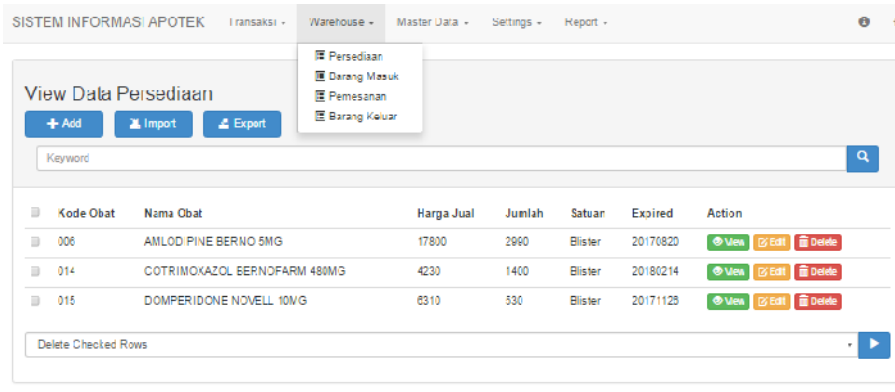 SISTEM INFORMASI APOTEK Transaksi Warehouse Master Data Settings Report
Persediaan
Barang Masuk
Pemesanan
Barang Keluar
View Data Persediaan
Add Import Export
Keyword
Kode Obat Nama Obat Harga Jual Jumlah Satuan Expired Action
006 AMLODIPINE BERNO 5MG 17800 2990 Blister 20170820 View Edit Delete
014 COTRIMOXAZOL BERNOFARM 480MG 4230 1400 Blister 20180214 View Edit Delete
015 DOMPERIDONE NOVELL 10MG 6310 530 Blister 20171126 View Edit Delete
Delete Checked Rows